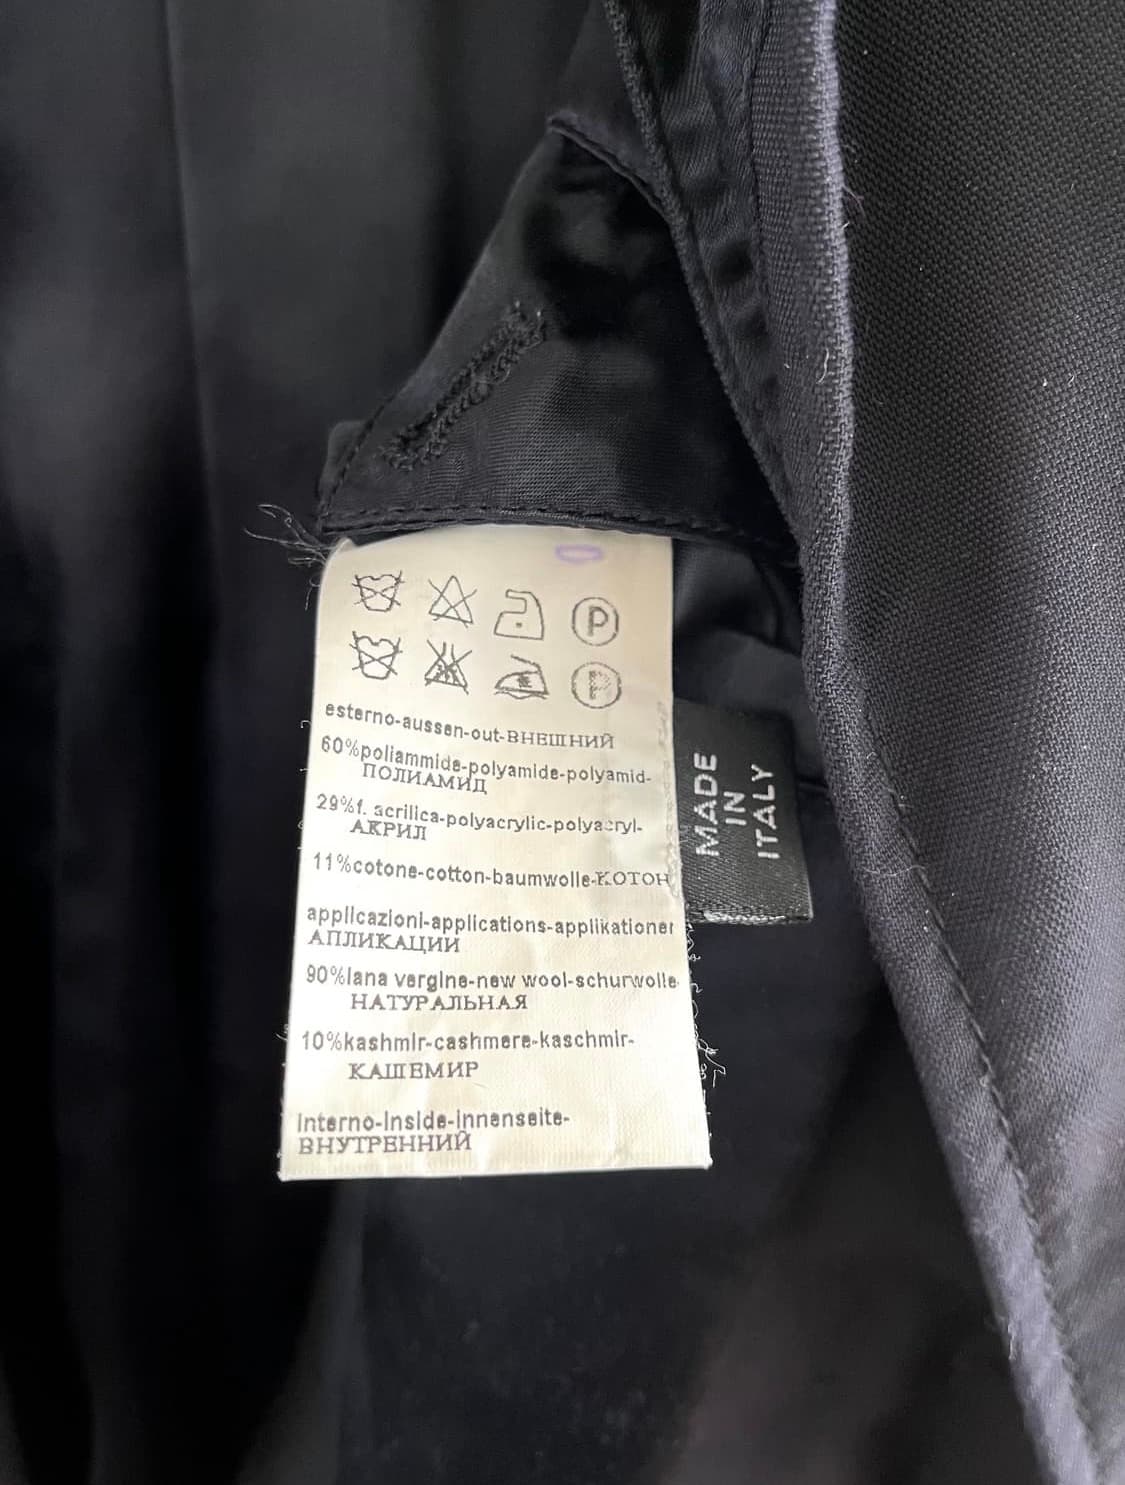 P
P
esterno-aussen-out-ВНЕШНИЙ
60%poliammide-polyamide-polyamid-
ПОЛИАМИД
29%f. acrilica-polyacrylic-polyacryl-
АКРИЛ
11%cotone-cotton-baumwolle-КОТОН
applicazioni-applications-applikationer
АПЛИКАЦИИ
90%lana vergine-new wool-schurwolle
НАТУРАЛЬНАЯ
10%kashmir-cashmere-kaschmir-
КАШЕМИР
interno-inside-innenseite-
ВНУТРЕННИЙ
MADE
IN
ITALY